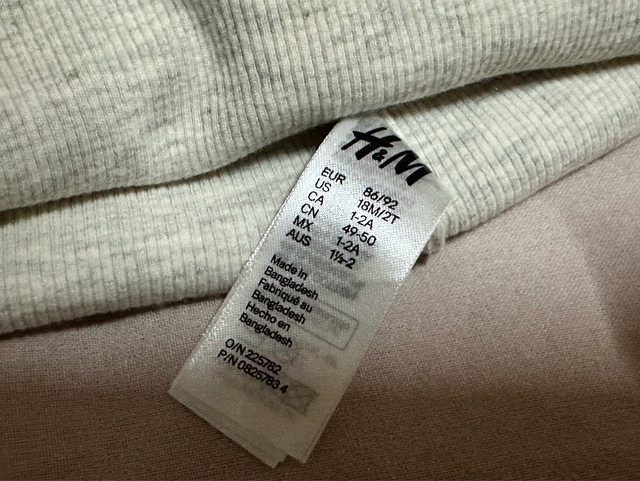 H&M
EUR 86/92
US 18M/2T
CA 1-2A
CN 49-50
MX 1-2A
AUS 1½-2
Made in
Bangladesh
Fabriqué au
Bangladesh
Hecho en
Bangladesh
O/N 225782
P/N 0825783 4